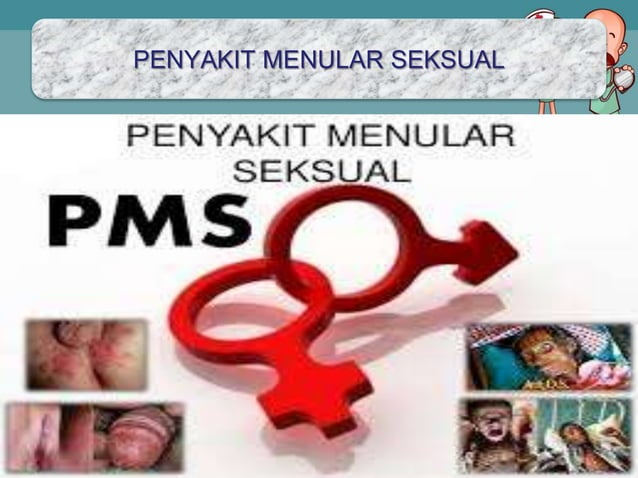 PENYAKIT MENULAR SEKSUAL
PENYAKIT MENULAR
SEKSUAL
PMS
A.I.D.S.